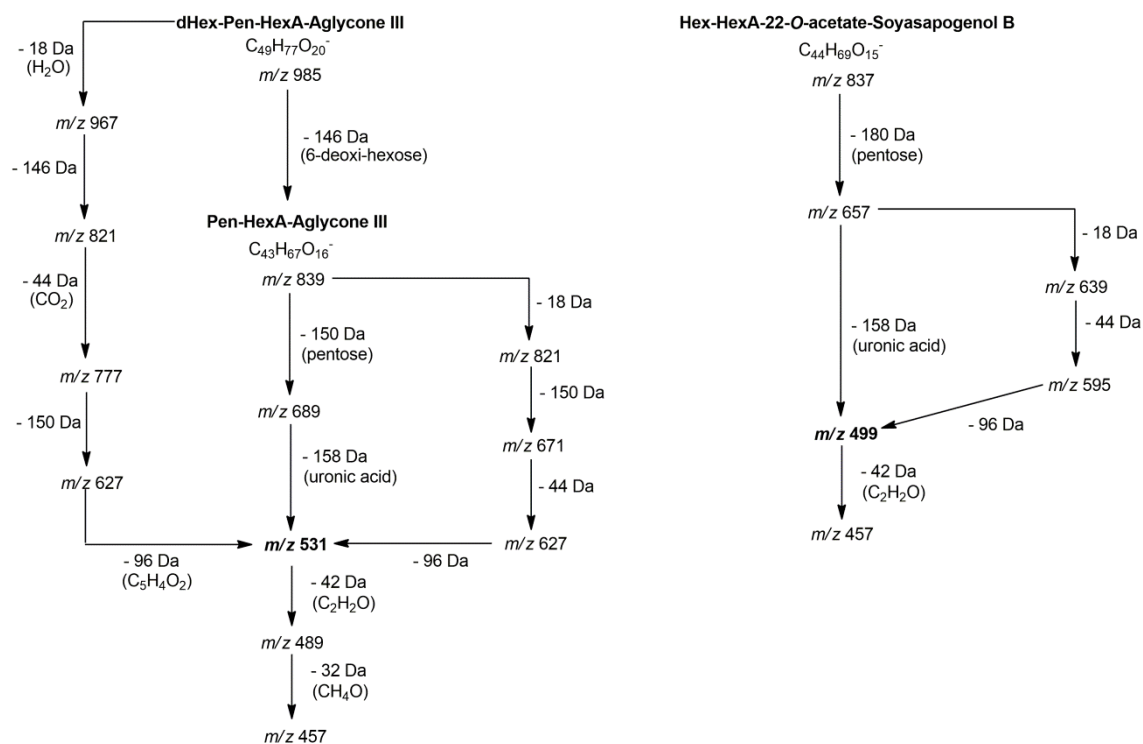 dHex-Pen-HexA-Aglycone III
C₄₉H₇₇O₂₀⁻
m/z 985
- 18 Da
(H₂O)
m/z 967
- 146 Da
m/z 821
- 44 Da
(CO₂)
m/z 777
- 150 Da
m/z 627
- 96 Da
(C₅H₄O₂)
- 146 Da
(6-deoxi-hexose)
Pen-HexA-Aglycone III
C₄₃H₆₇O₁₆⁻
m/z 839
- 150 Da
(pentose)
m/z 689
- 158 Da
(uronic acid)
m/z 531
- 42 Da
(C₂H₂O)
m/z 489
- 32 Da
(CH₄O)
m/z 457
- 18 Da
m/z 821
- 150 Da
m/z 671
- 44 Da
m/z 627
- 96 Da
Hex-HexA-22-O-acetate-Soyasapogenol B
C₄₄H₆₉O₁₅⁻
m/z 837
- 180 Da
(pentose)
m/z 657
- 158 Da
(uronic acid)
m/z 499
- 42 Da
(C₂H₂O)
m/z 457
- 18 Da
m/z 639
- 44 Da
m/z 595
- 96 Da